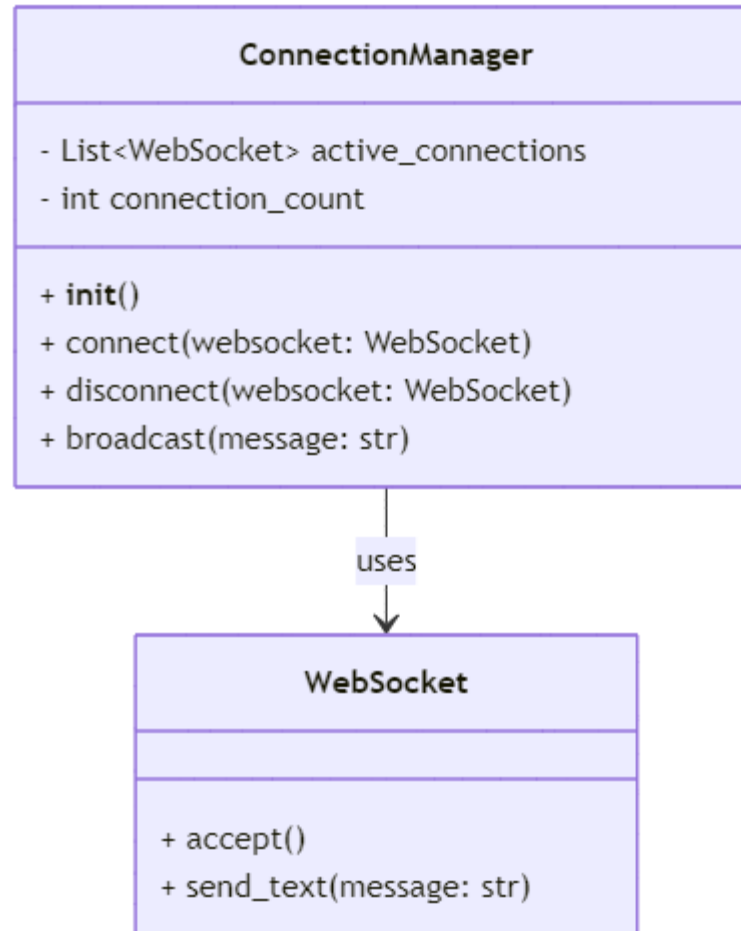 ConnectionManager
- List<WebSocket> active_connections
- int connection_count
+ init()
+ connect(websocket: WebSocket)
+ disconnect(websocket: WebSocket)
+ broadcast(message: str)
uses
WebSocket
+ accept()
+ send_text(message: str)